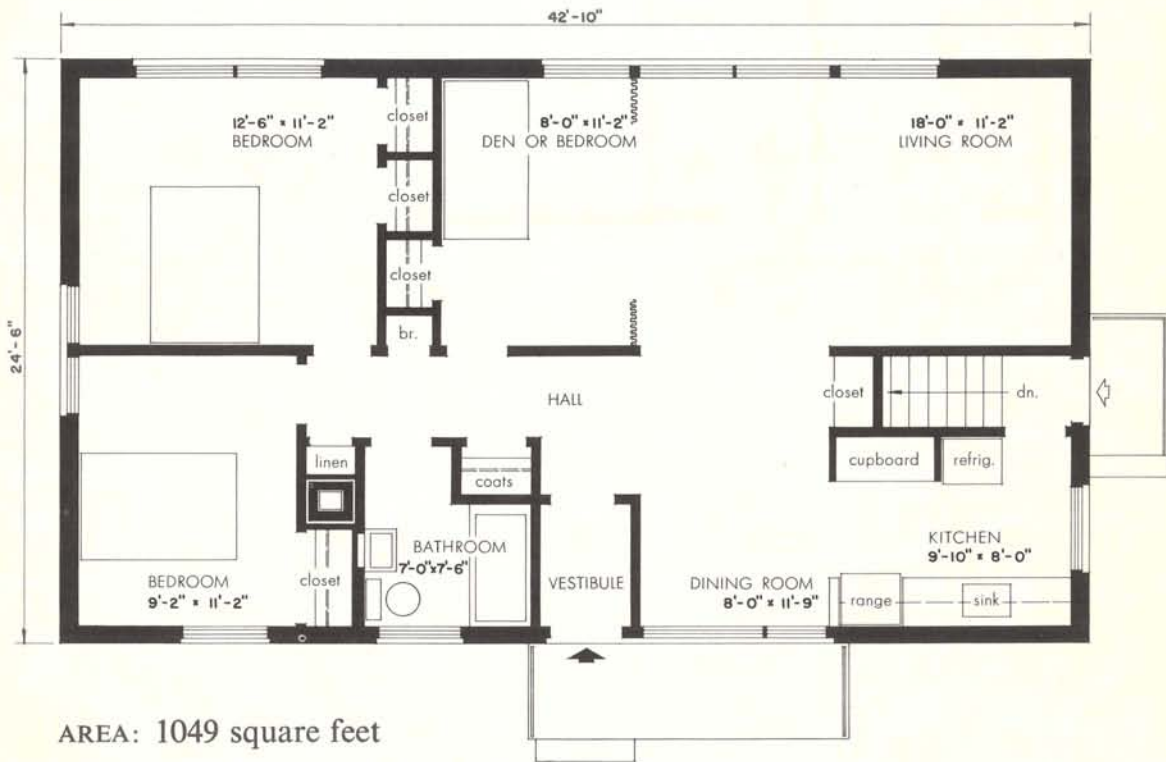 42'-10"
24'-6"
12'-6" x 11'-2"
BEDROOM
closet
closet
closet
br.
8'-0" x 11'-2"
DEN OR BEDROOM
18'-0" x 11'-2"
LIVING ROOM
HALL
closet
dn.
linen
coats
cupboard
refrig.
BEDROOM
9'-2" x 11'-2"
closet
BATHROOM
7'-0" x 7'-6"
VESTIBULE
DINING ROOM
8'-0" x 11'-9"
KITCHEN
9'-10" x 8'-0"
range
sink
AREA: 1049 square feet